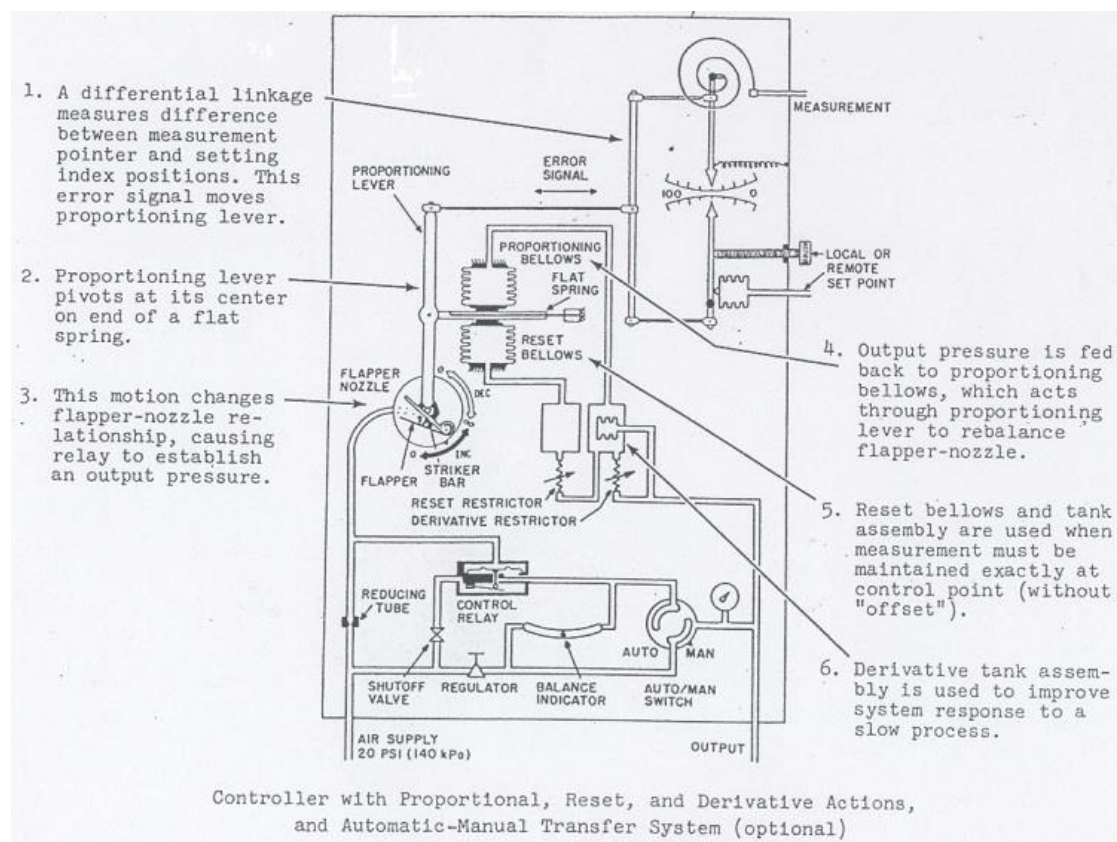 1. A differential linkage
measures difference
between measurement
pointer and setting
index positions. This
error signal moves
proportioning lever.
2. Proportioning lever
pivots at its center
on end of a flat
spring.
3. This motion changes
flapper-nozzle re-
lationship, causing
relay to establish
an output pressure.
MEASUREMENT
ERROR
SIGNAL
PROPORTIONING
LEVER
100 0
PROPORTIONING
BELLOWS
FLAT
SPRING
LOCAL OR
REMOTE
SET POINT
RESET
BELLOWS
FLAPPER
NOZZLE
DEC
INC
STRIKER
BAR
FLAPPER
RESET RESTRICTOR
DERIVATIVE RESTRICTOR
4. Output pressure is fed
back to proportioning
bellows, which acts
through proportioning
lever to rebalance
flapper-nozzle.
5. Reset bellows and tank
assembly are used when
measurement must be
maintained exactly at
control point (without
"offset").
6. Derivative tank assem-
bly is used to improve
system response to a
slow process.
REDUCING
TUBE
CONTROL
RELAY
AUTO MAN
SHUTOFF
VALVE
REGULATOR
BALANCE
INDICATOR
AUTO/MAN
SWITCH
AIR SUPPLY
20 PSI (140 kPa)
OUTPUT
Controller with Proportional, Reset, and Derivative Actions,
and Automatic-Manual Transfer System (optional)